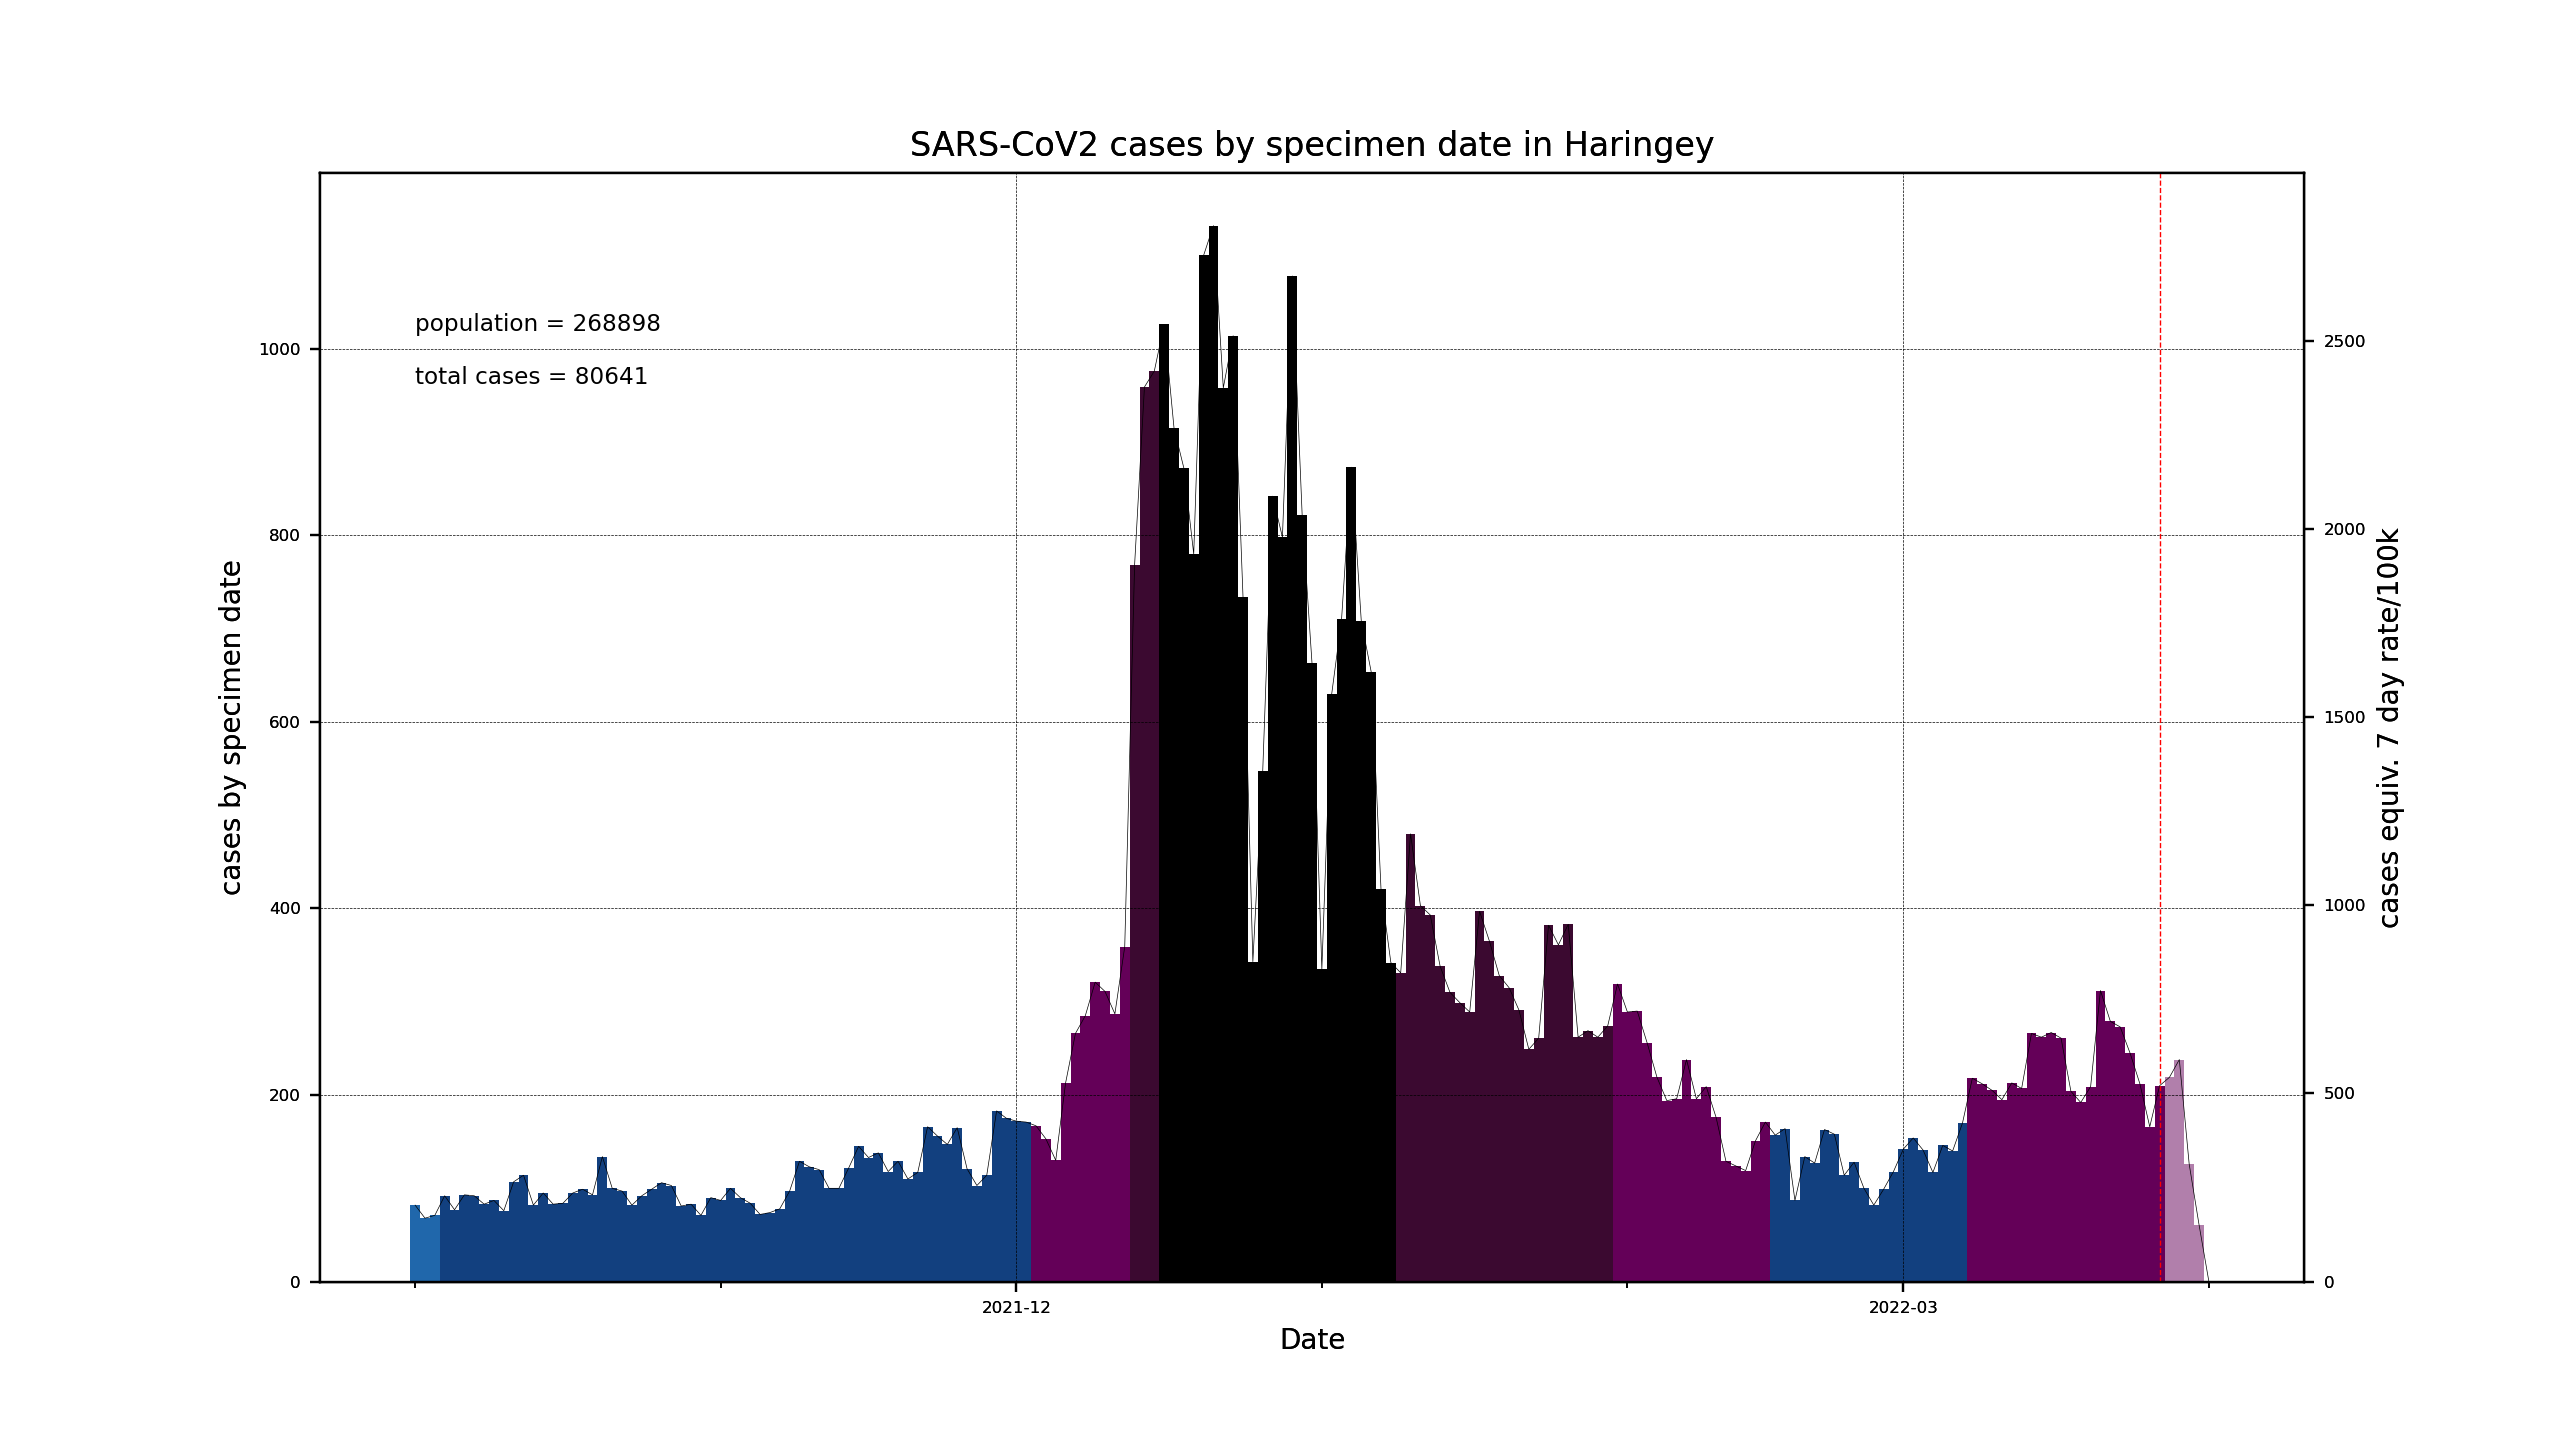 SARS-CoV2 cases by specimen date in Haringey
population = 268898
total cases = 80641
cases by specimen date
1000
800
600
400
200
0
2500
2000
1500
1000
500
0
cases equiv. 7 day rate/100k
2021-12
2022-03
Date